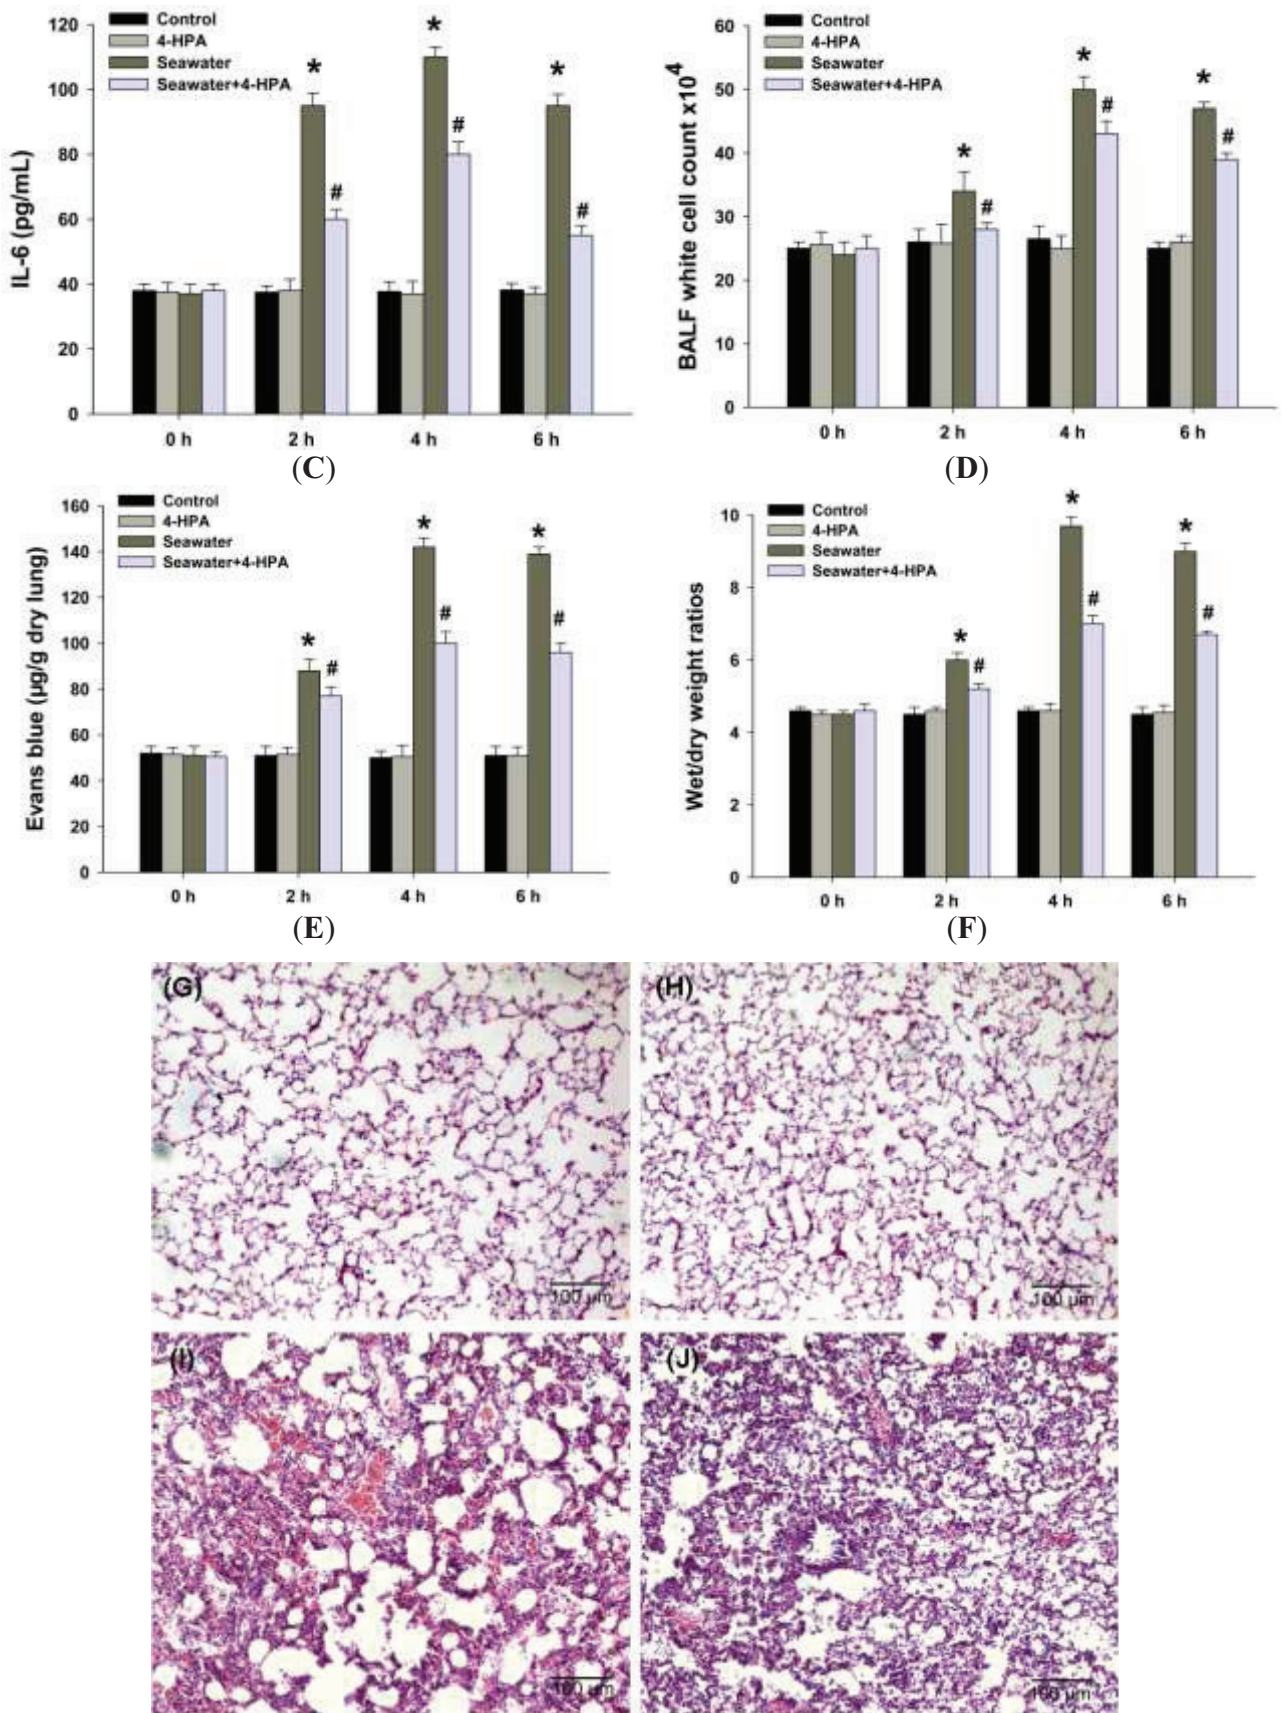 Control
4-HPA
Seawater
Seawater+4-HPA
IL-6 (pg/mL)
120
100
80
60
40
20
0
*
*
*
#
#
#
0 h 2 h 4 h 6 h
(C)
Control
4-HPA
Seawater
Seawater+4-HPA
BALF white cell count x10⁴
60
50
40
30
20
10
0
*
*
*
#
#
#
0 h 2 h 4 h 6 h
(D)
Control
4-HPA
Seawater
Seawater+4-HPA
Evans blue (µg/g dry lung)
160
140
120
100
80
60
40
20
0
*
*
*
#
#
#
0 h 2 h 4 h 6 h
(E)
Control
4-HPA
Seawater
Seawater+4-HPA
Wet/dry weight ratios
10
8
6
4
2
0
*
*
*
#
#
#
0 h 2 h 4 h 6 h
(F)
(G)
100 µm
(H)
100 µm
(I)
100 µm
(J)
100 µm